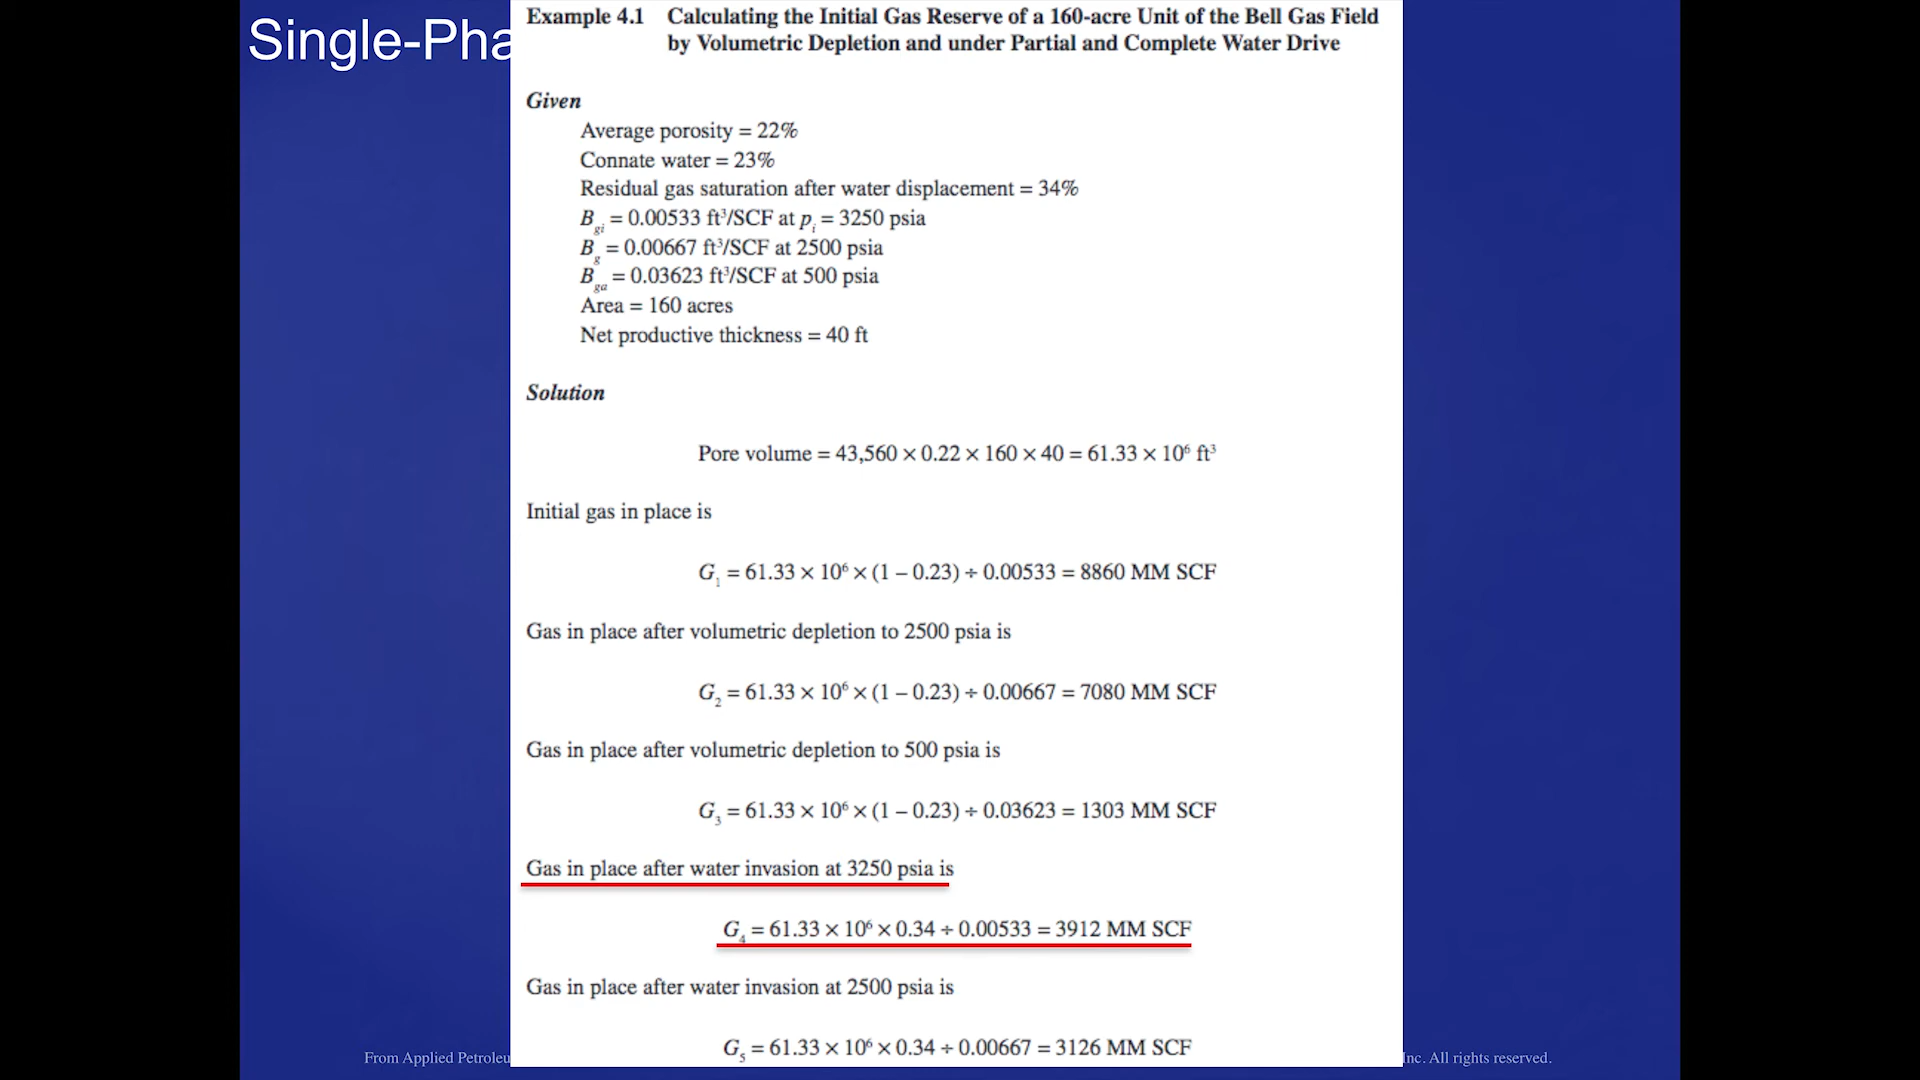 Single-Pha
Example 4.1 Calculating the Initial Gas Reserve of a 160-acre Unit of the Bell Gas Field
by Volumetric Depletion and under Partial and Complete Water Drive
Given
Average porosity = 22%
Connate water = 23%
Residual gas saturation after water displacement = 34%
B_gi = 0.00533 ft³/SCF at p_i = 3250 psia
B_g = 0.00667 ft³/SCF at 2500 psia
B_ga = 0.03623 ft³/SCF at 500 psia
Area = 160 acres
Net productive thickness = 40 ft
Solution
Pore volume = 43,560 × 0.22 × 160 × 40 = 61.33 × 10⁶ ft³
Initial gas in place is
G₁ = 61.33 × 10⁶ × (1 – 0.23) ÷ 0.00533 = 8860 MM SCF
Gas in place after volumetric depletion to 2500 psia is
G₂ = 61.33 × 10⁶ × (1 – 0.23) ÷ 0.00667 = 7080 MM SCF
Gas in place after volumetric depletion to 500 psia is
G₃ = 61.33 × 10⁶ × (1 – 0.23) ÷ 0.03623 = 1303 MM SCF
Gas in place after water invasion at 3250 psia is
G₄ = 61.33 × 10⁶ × 0.34 ÷ 0.00533 = 3912 MM SCF
Gas in place after water invasion at 2500 psia is
G₅ = 61.33 × 10⁶ × 0.34 ÷ 0.00667 = 3126 MM SCF
From Applied Petroleu Inc. All rights reserved.